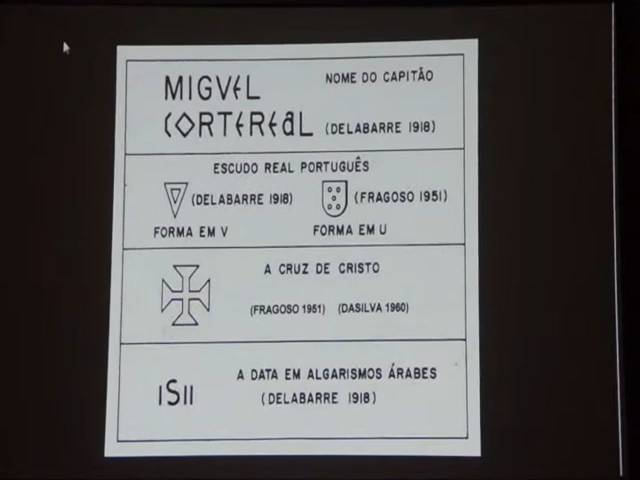 MIGVEL
NOME DO CAPITÃO
CORTEREAL (DELABARRE 1918)
ESCUDO REAL PORTUGUÊS
(DELABARRE 1918) (FRAGOSO 1951)
FORMA EM V FORMA EM U
A CRUZ DE CRISTO
(FRAGOSO 1951) (DASILVA 1960)
A DATA EM ALGARISMOS ÁRABES
ISII
(DELABARRE 1918)